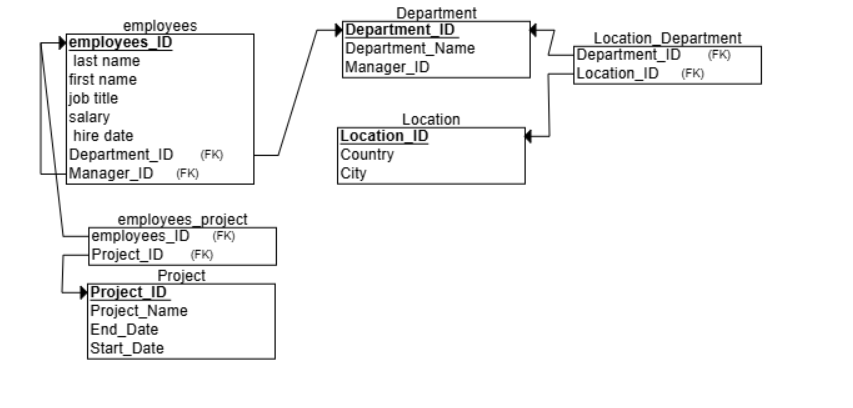 employees
employees_ID
last name
first name
job title
salary
hire date
Department_ID (FK)
Manager_ID (FK)
Department
Department_ID
Department_Name
Manager_ID
Location_Department
Department_ID (FK)
Location_ID (FK)
Location
Location_ID
Country
City
employees_project
employees_ID (FK)
Project_ID (FK)
Project
Project_ID
Project_Name
End_Date
Start_Date